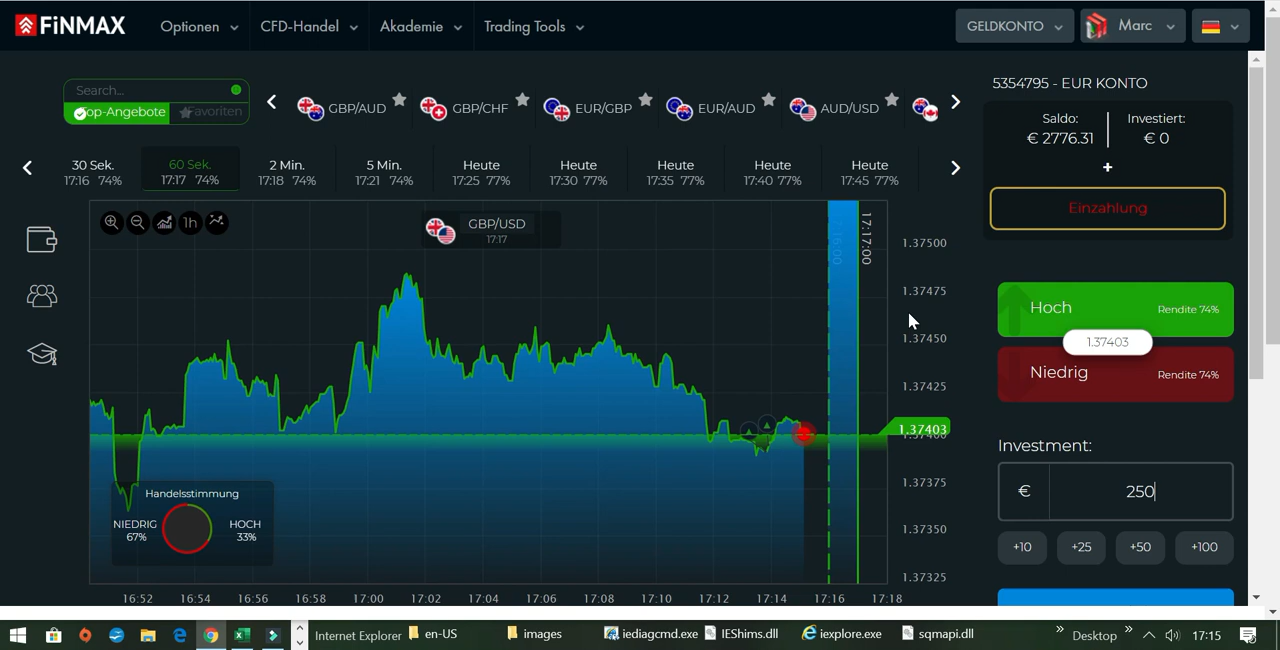 FiNMAX
Optionen
CFD-Handel
Akademie
Trading Tools
GELDKONTO
Marc
Search...
Top-Angebote
Favoriten
GBP/AUD
GBP/CHF
EUR/GBP
EUR/AUD
AUD/USD
5354795 - EUR KONTO
Saldo:
€ 2776.31
Investiert:
€ 0
+
Einzahlung
30 Sek.
17:16 74%
60 Sek.
17:17 74%
2 Min.
17:18 74%
5 Min.
17:21 74%
Heute
17:25 77%
Heute
17:30 77%
Heute
17:35 77%
Heute
17:40 77%
Heute
17:45 77%
1h
GBP/USD
17:17
17:17:00
1.37500
1.37475
1.37450
1.37425
1.37403
1.37400
1.37375
1.37350
1.37325
Handelsstimmung
NIEDRIG
67%
HOCH
33%
16:52
16:54
16:56
16:58
17:00
17:02
17:04
17:06
17:08
17:10
17:12
17:14
17:16
17:18
Hoch
Rendite 74%
1.37403
Niedrig
Rendite 74%
Investment:
€
250
+10
+25
+50
+100
Internet Explorer
en-US
images
iediagcmd.exe
IEShims.dll
iexplore.exe
sqmapi.dll
Desktop
17:15